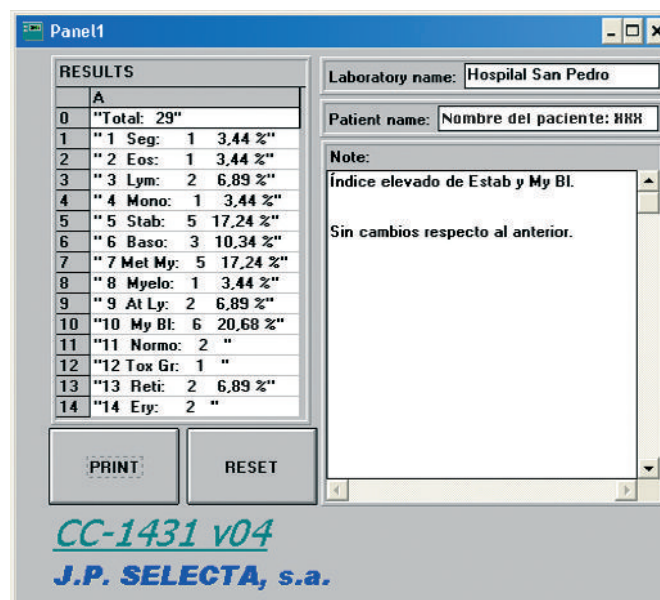 Panel1
RESULTS
A
0 "Total: 29"
1 " 1 Seg: 1 3,44 %"
2 " 2 Eos: 1 3,44 %"
3 " 3 Lym: 2 6,89 %"
4 " 4 Mono: 1 3,44 %"
5 " 5 Stab: 5 17,24 %"
6 " 6 Baso: 3 10,34 %"
7 " 7 Met My: 5 17,24 %"
8 " 8 Myelo: 1 3,44 %"
9 " 9 At Ly: 2 6,89 %"
10 "10 My Bl: 6 20,68 %"
11 "11 Normo: 2 "
12 "12 Tox Gr: 1 "
13 "13 Reti: 2 6,89 %"
14 "14 Ery: 2 "
PRINT RESET
Laboratory name: Hospilal San Pedro
Patient name: Nombre del paciente: XXX
Note:
Índice elevado de Estab y My Bl.
Sin cambios respecto al anterior.
CC-1431 v04
J.P. SELECTA, s.a.